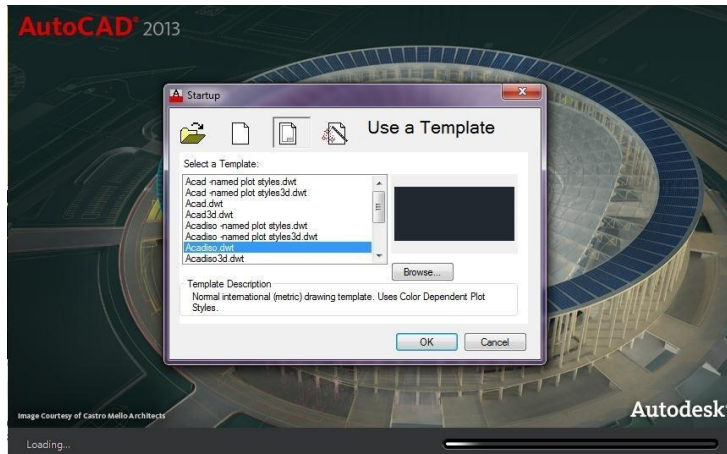 AutoCAD® 2013
Startup
Use a Template
Select a Template:
Acad -named plot styles.dwt
Acad -named plot styles3d.dwt
Acad.dwt
Acad3d.dwt
Acadiso -named plot styles.dwt
Acadiso -named plot styles3d.dwt
Acadiso.dwt
Acadiso3d.dwt
Browse...
Template Description
Normal international (metric) drawing template. Uses Color Dependent Plot
Styles.
OK Cancel
Image Courtesy of Castro Mello Architects
Autodesk
Loading...